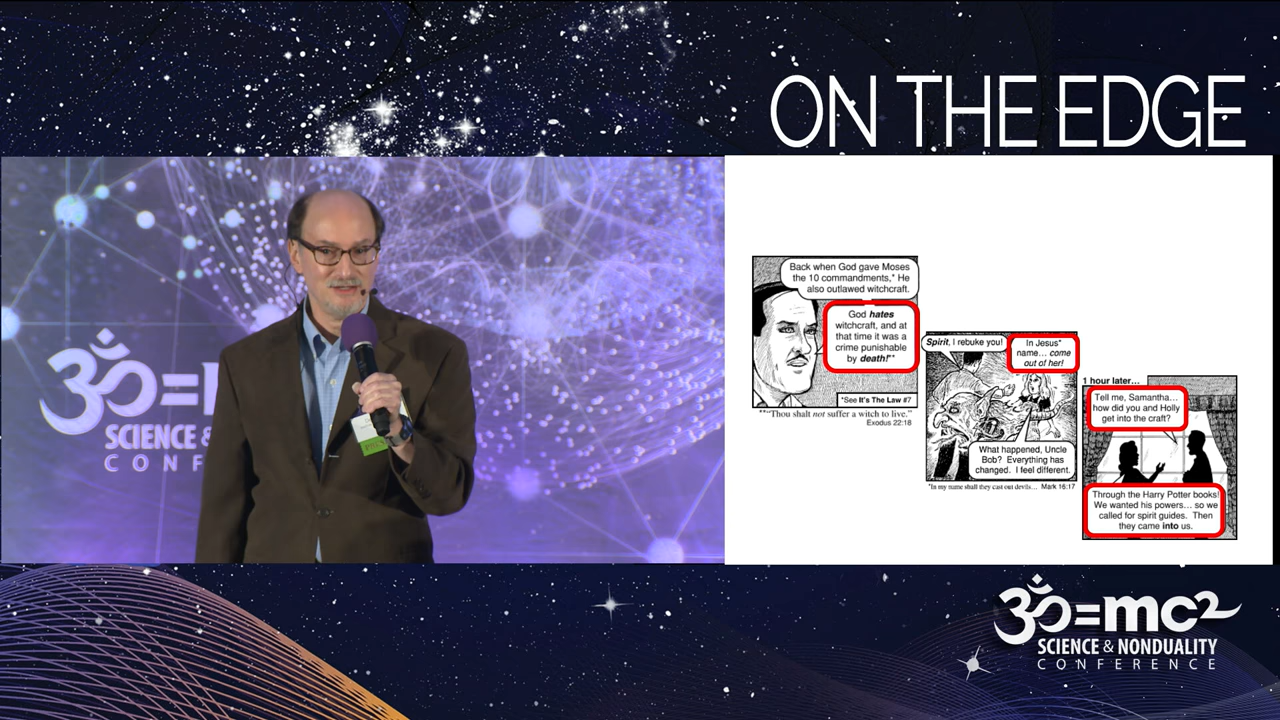 ON THE EDGE
Back when God gave Moses
the 10 commandments,* He
also outlawed witchcraft.
God hates
witchcraft, and at
that time it was a
crime punishable
by death!**
*See It's The Law #7
**"Thou shalt not suffer a witch to live."
Exodus 22:18
Spirit, I rebuke you!
In Jesus*
name... come
out of her!
What happened, Uncle
Bob? Everything has
changed. I feel different.
*In my name shall they cast out devils... Mark 16:17
1 hour later...
Tell me, Samantha...
how did you and Holly
get into the craft?
Through the Harry Potter books!
We wanted his powers... so we
called for spirit guides. Then
they came into us.
ॐ=
SCIENCE &
CONF
ॐ=mc2
SCIENCE & NONDUALITY
CONFERENCE